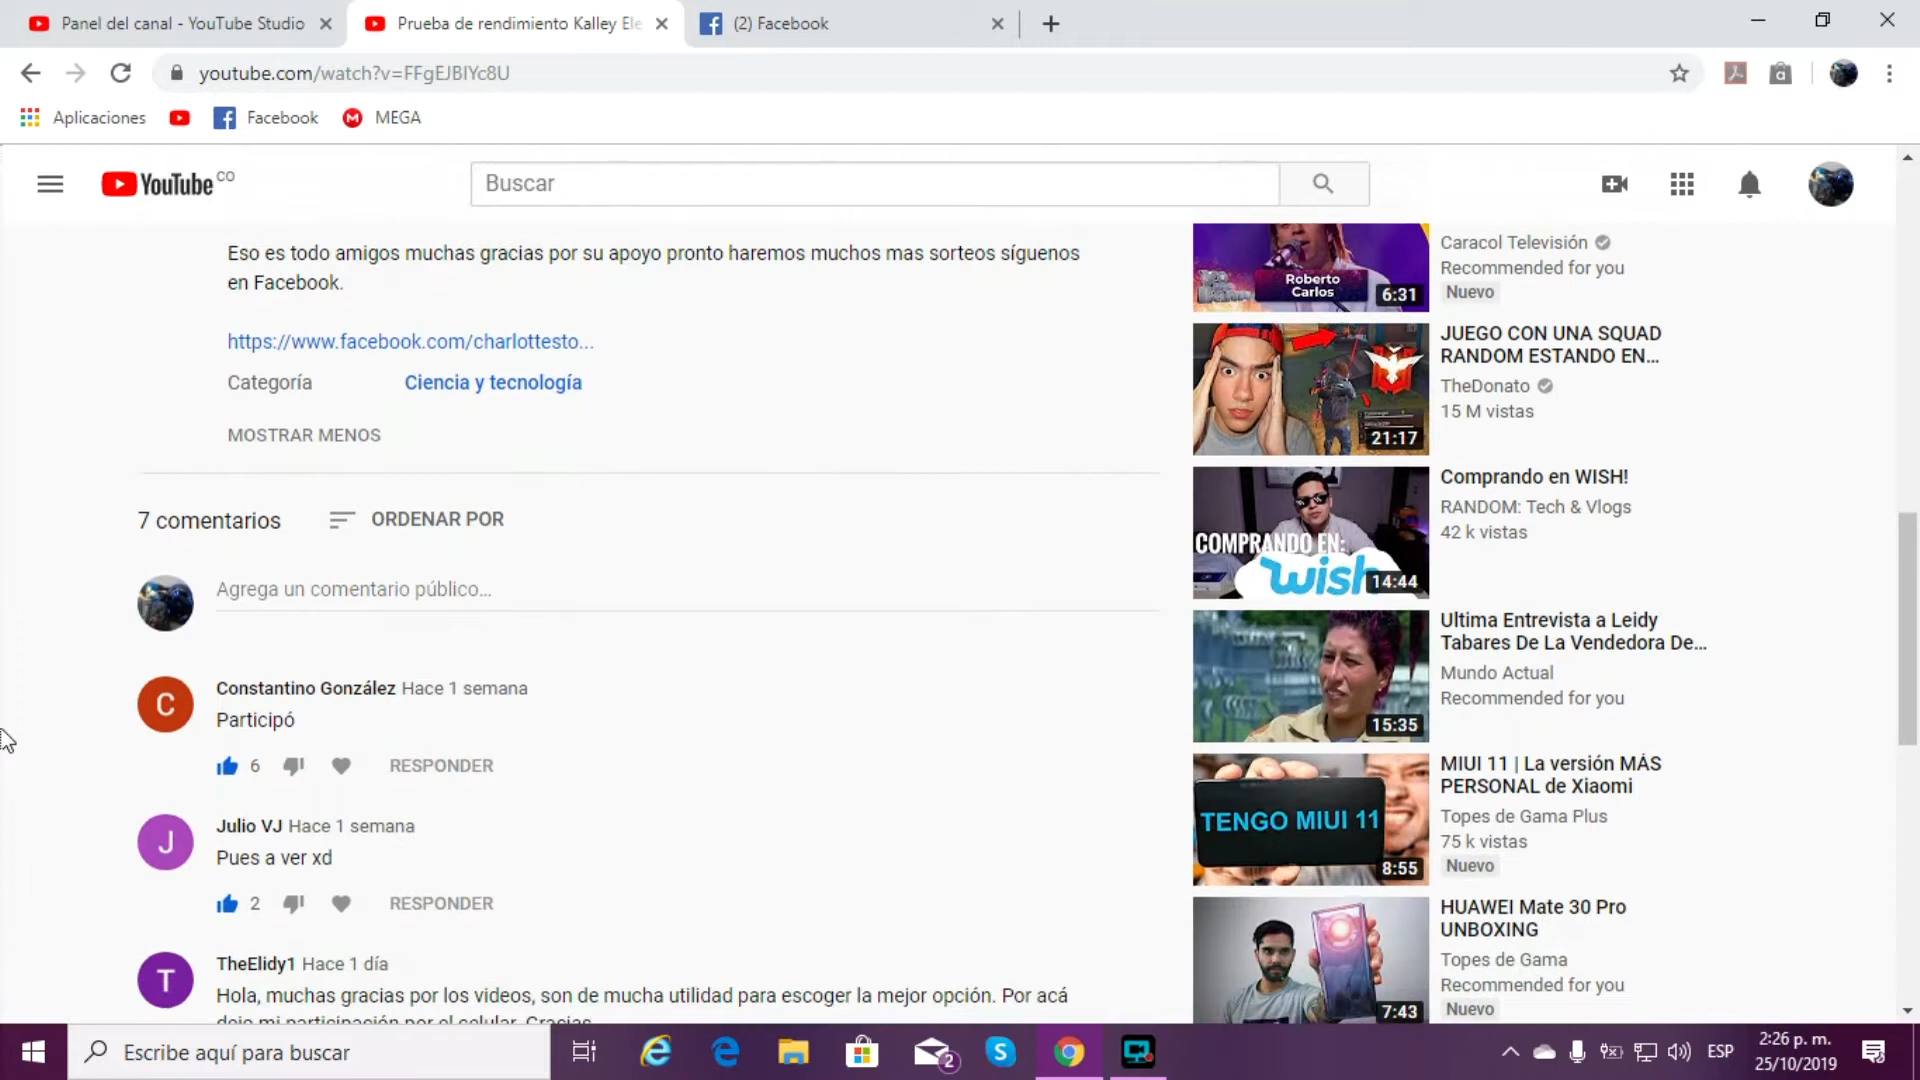 Panel del canal - YouTube Studio
Prueba de rendimiento Kalley Ele
(2) Facebook
youtube.com/watch?v=FFgEJBIYc8U
Aplicaciones
Facebook
MEGA
YouTube CO
Buscar
Eso es todo amigos muchas gracias por su apoyo pronto haremos muchos mas sorteos síguenos
en Facebook.
https://www.facebook.com/charlottesto...
Categoría
Ciencia y tecnología
MOSTRAR MENOS
7 comentarios
ORDENAR POR
Agrega un comentario público...
Constantino González Hace 1 semana
Participó
6
RESPONDER
Julio VJ Hace 1 semana
Pues a ver xd
2
RESPONDER
TheElidy1 Hace 1 día
Hola, muchas gracias por los videos, son de mucha utilidad para escoger la mejor opción. Por acá
dejo mi participación por el celular. Gracias
Roberto
Carlos
6:31
Caracol Televisión
Recommended for you
Nuevo
21:17
JUEGO CON UNA SQUAD
RANDOM ESTANDO EN...
TheDonato
15 M vistas
COMPRANDO EN:
wish
14:44
Comprando en WISH!
RANDOM: Tech & Vlogs
42 k vistas
15:35
Ultima Entrevista a Leidy
Tabares De La Vendedora De...
Mundo Actual
Recommended for you
TENGO MIUI 11
8:55
MIUI 11 | La versión MÁS
PERSONAL de Xiaomi
Topes de Gama Plus
75 k vistas
Nuevo
7:43
HUAWEI Mate 30 Pro
UNBOXING
Topes de Gama
Recommended for you
Nuevo
Escribe aquí para buscar
2
ESP
2:26 p. m.
25/10/2019